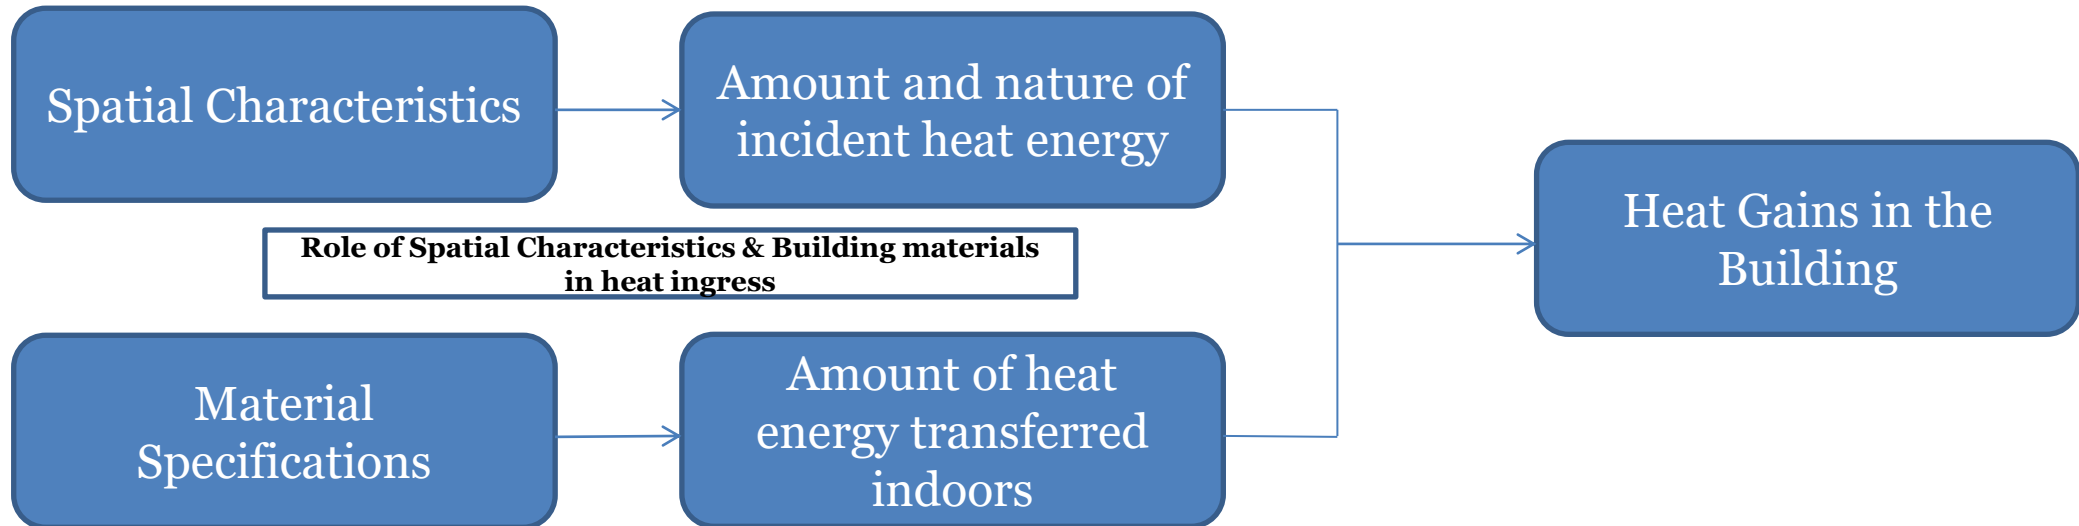 Spatial Characteristics
Amount and nature of
incident heat energy
Heat Gains in the
Building
Role of Spatial Characteristics & Building materials
in heat ingress
Material
Specifications
Amount of heat
energy transferred
indoors